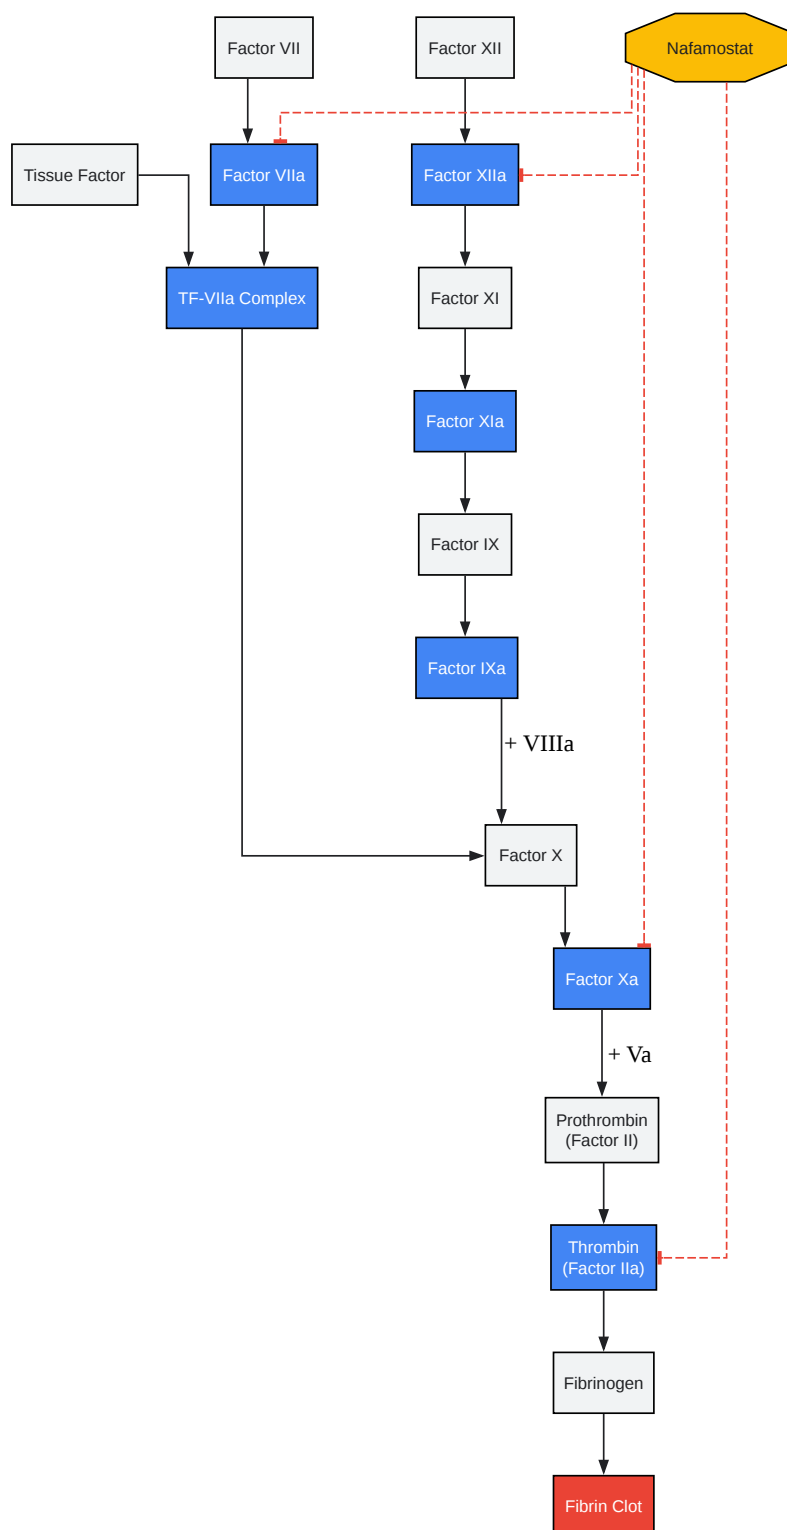 Factor VII
Factor XII
Nafamostat
Tissue Factor
Factor VIIa
Factor XIIa
TF-VIIa Complex
Factor XI
Factor XIa
Factor IX
Factor IXa
+ VIIIa
Factor X
Factor Xa
+ Va
Prothrombin
(Factor II)
Thrombin
(Factor IIa)
Fibrinogen
Fibrin Clot